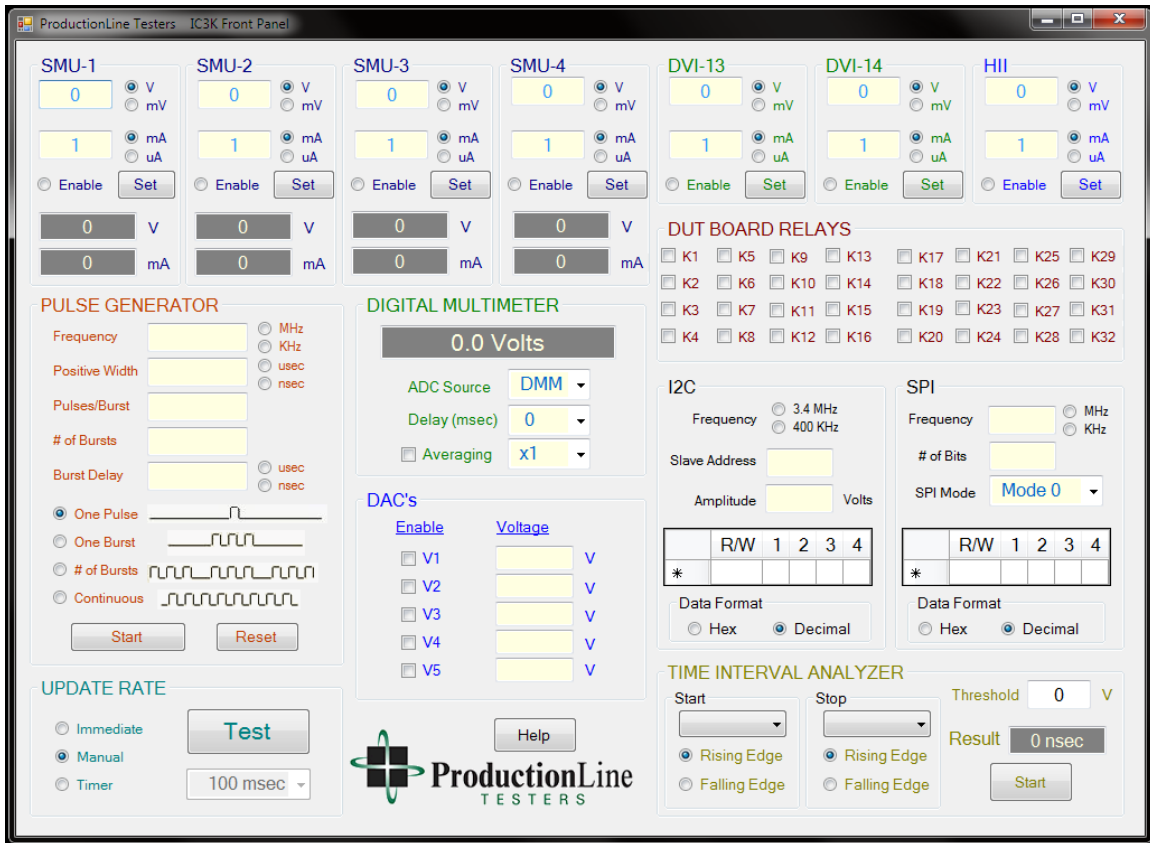 ProductionLine Testers IC3K Front Panel
SMU-1
0
V
mV
1
mA
uA
Enable
Set
0 V
0 mA
SMU-2
0
V
mV
1
mA
uA
Enable
Set
0 V
0 mA
SMU-3
0
V
mV
1
mA
uA
Enable
Set
0 V
0 mA
SMU-4
0
V
mV
1
mA
uA
Enable
Set
0 V
0 mA
DVI-13
0
V
mV
1
mA
uA
Enable
Set
DVI-14
0
V
mV
1
mA
uA
Enable
Set
HII
0
V
mV
1
mA
uA
Enable
Set
DUT BOARD RELAYS
K1 K5 K9 K13 K17 K21 K25 K29
K2 K6 K10 K14 K18 K22 K26 K30
K3 K7 K11 K15 K19 K23 K27 K31
K4 K8 K12 K16 K20 K24 K28 K32
PULSE GENERATOR
Frequency
MHz
KHz
Positive Width
usec
nsec
Pulses/Burst
# of Bursts
Burst Delay
usec
nsec
One Pulse
One Burst
# of Bursts
Continuous
Start
Reset
DIGITAL MULTIMETER
0.0 Volts
ADC Source DMM
Delay (msec) 0
Averaging x1
DAC's
Enable Voltage
V1 V
V2 V
V3 V
V4 V
V5 V
I2C
Frequency
3.4 MHz
400 KHz
Slave Address
Amplitude Volts
R/W 1 2 3 4
*
Data Format
Hex Decimal
SPI
Frequency
MHz
KHz
# of Bits
SPI Mode Mode 0
R/W 1 2 3 4
*
Data Format
Hex Decimal
UPDATE RATE
Immediate
Manual
Timer
Test
100 msec
Help
ProductionLine
TESTERS
TIME INTERVAL ANALYZER
Start
Rising Edge
Falling Edge
Stop
Rising Edge
Falling Edge
Threshold 0 V
Result 0 nsec
Start